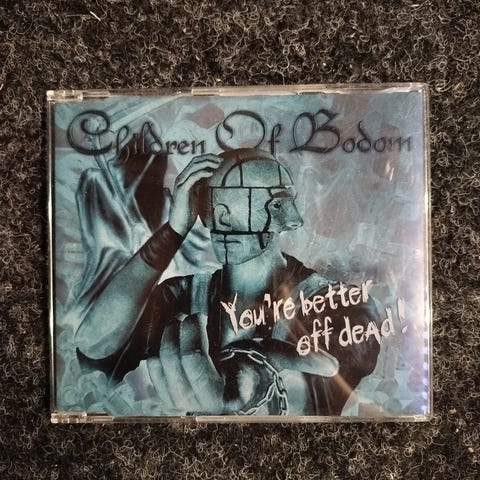 Children Of Bodom
You're better
off dead!